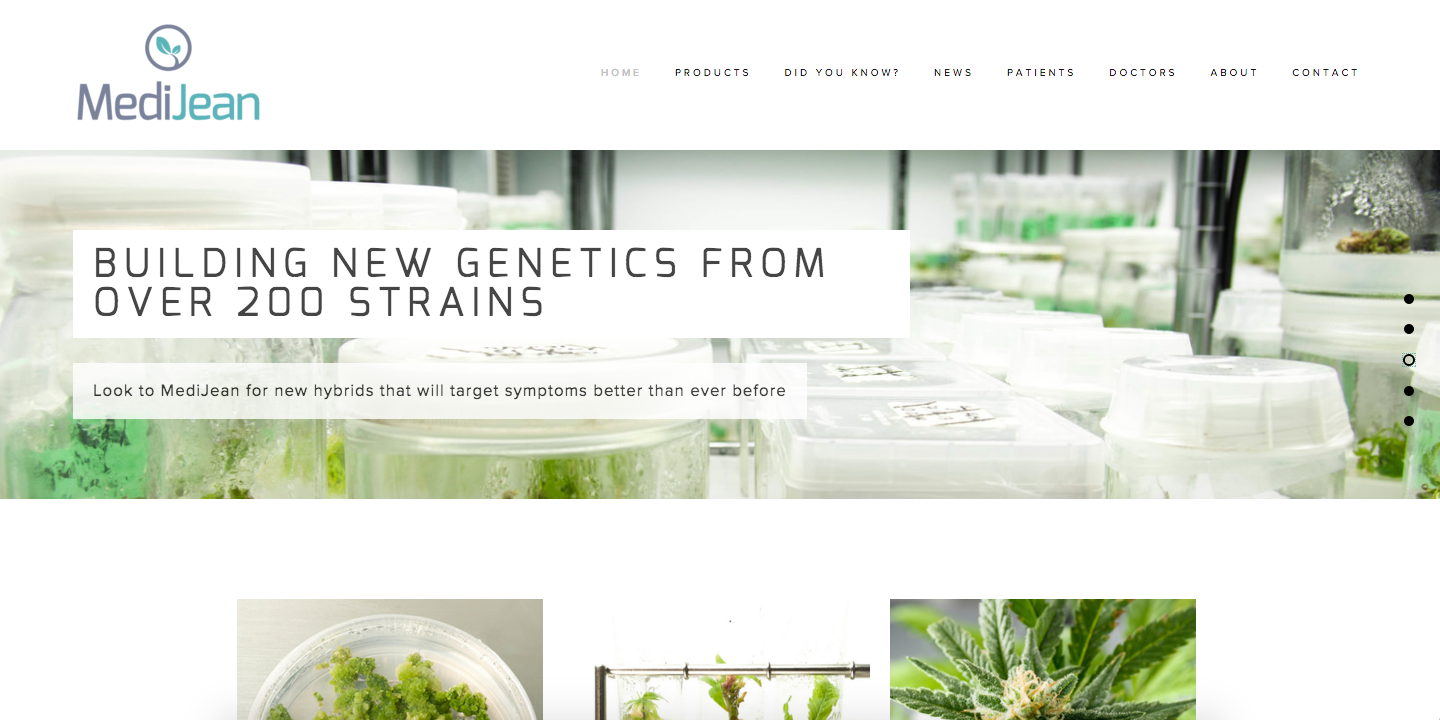 MediJean
HOME PRODUCTS DID YOU KNOW? NEWS PATIENTS DOCTORS ABOUT CONTACT
BUILDING NEW GENETICS FROM
OVER 200 STRAINS
Look to MediJean for new hybrids that will target symptoms better than ever before